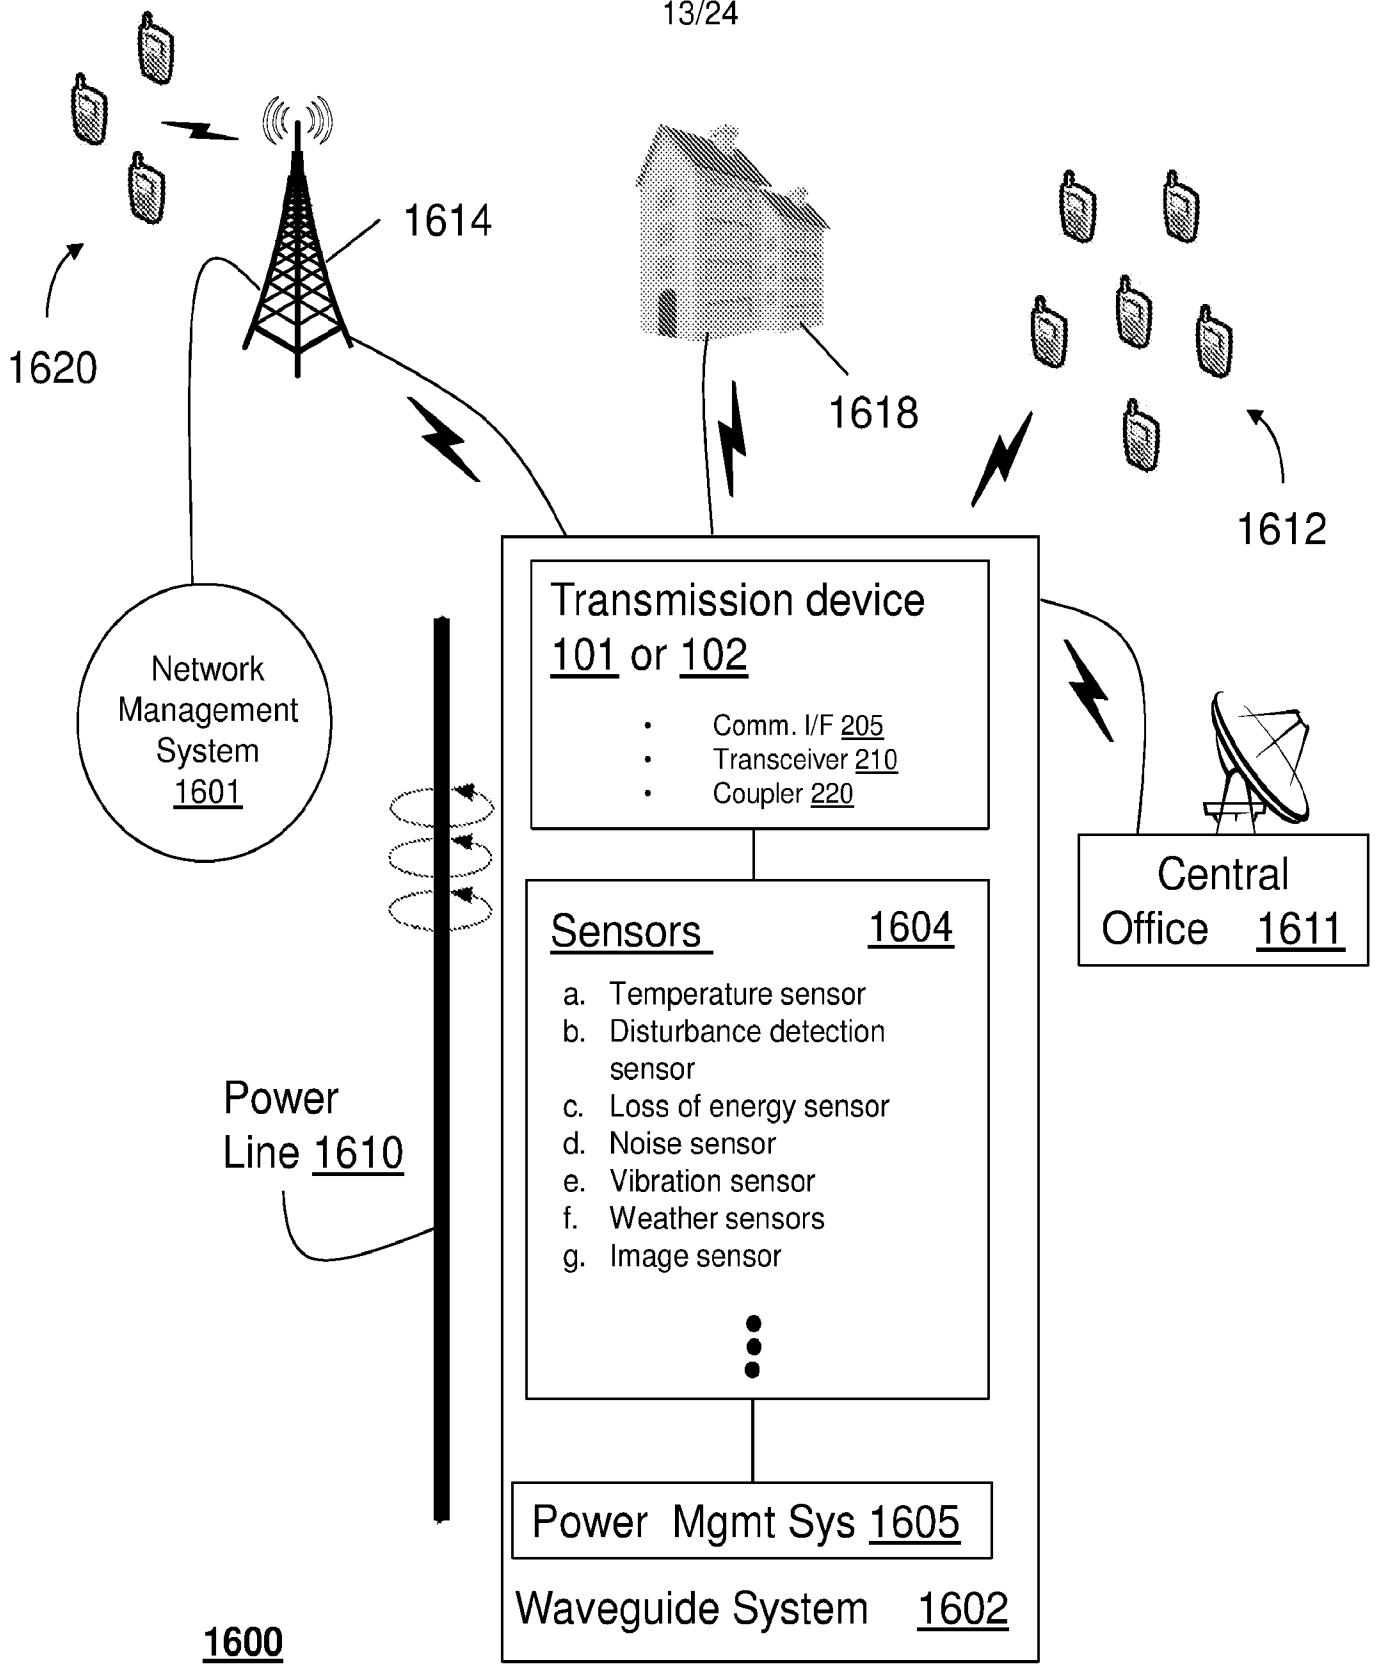 13/24
1614
1620
1618
1612
Transmission device
101 or 102
• Comm. I/F 205
• Transceiver 210
• Coupler 220
Network
Management
System
1601
Sensors 1604
a. Temperature sensor
b. Disturbance detection
sensor
c. Loss of energy sensor
d. Noise sensor
e. Vibration sensor
f. Weather sensors
g. Image sensor
Central
Office 1611
Power
Line 1610
Power Mgmt Sys 1605
Waveguide System 1602
1600